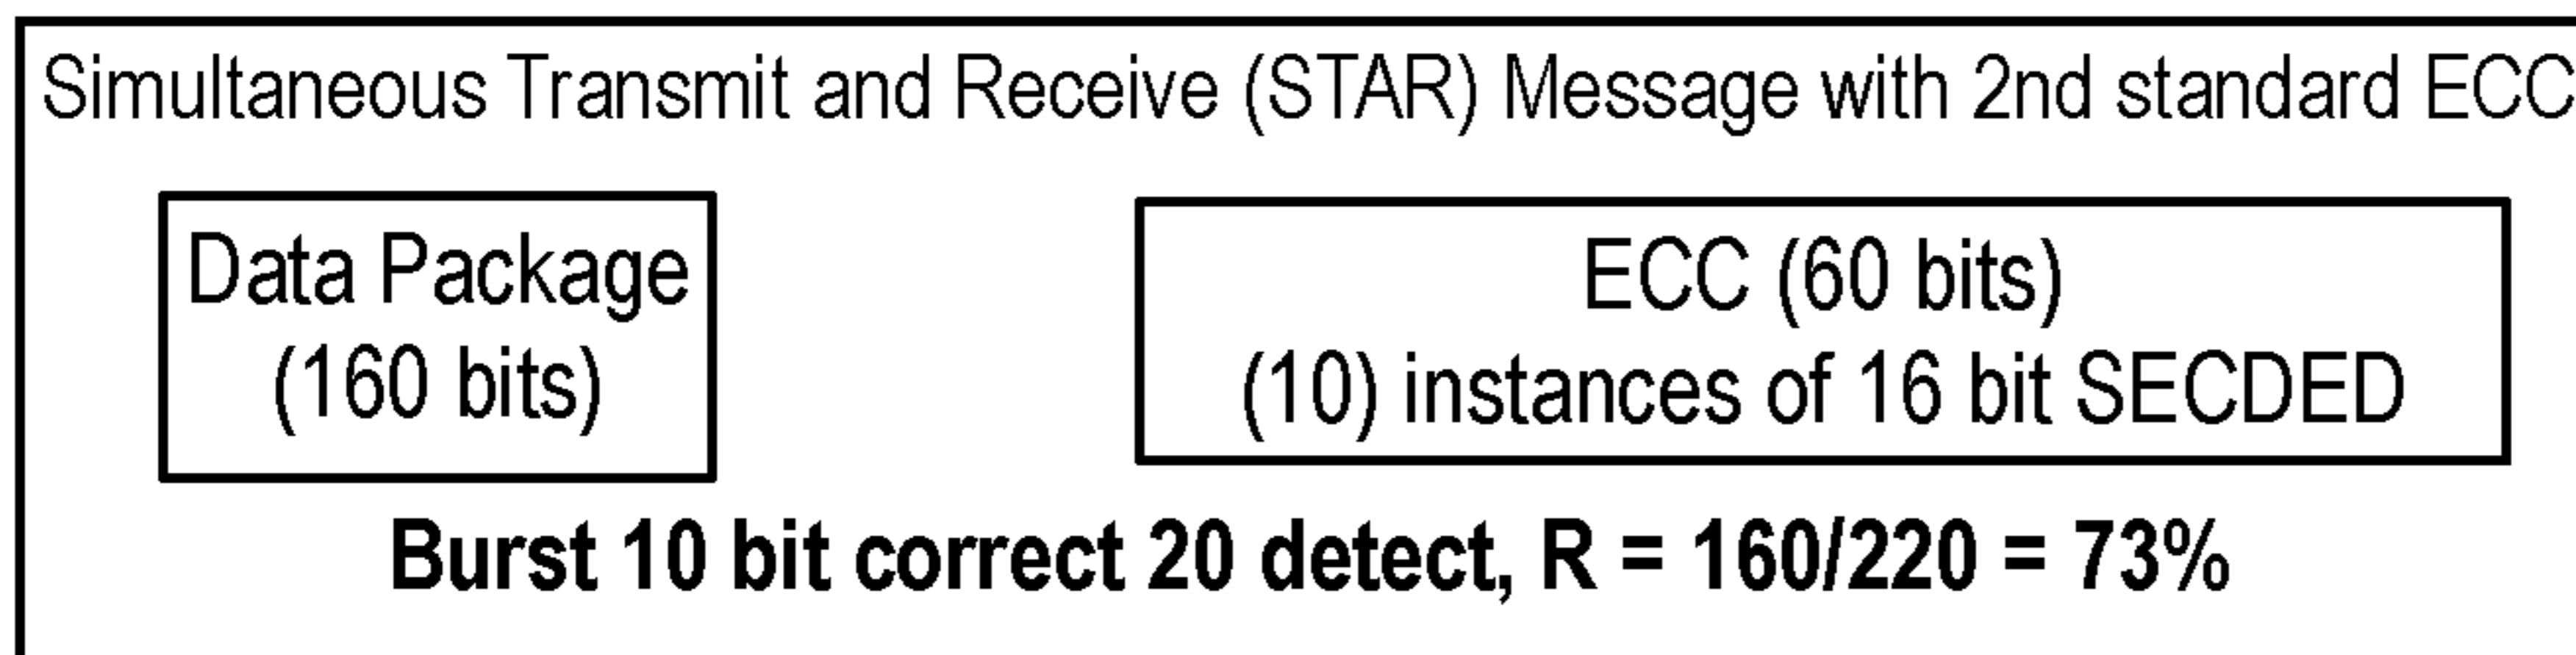 Simultaneous Transmit and Receive (STAR) Message with 2nd standard ECC
Data Package
(160 bits)
ECC (60 bits)
(10) instances of 16 bit SECDED
Burst 10 bit correct 20 detect, R = 160/220 = 73%